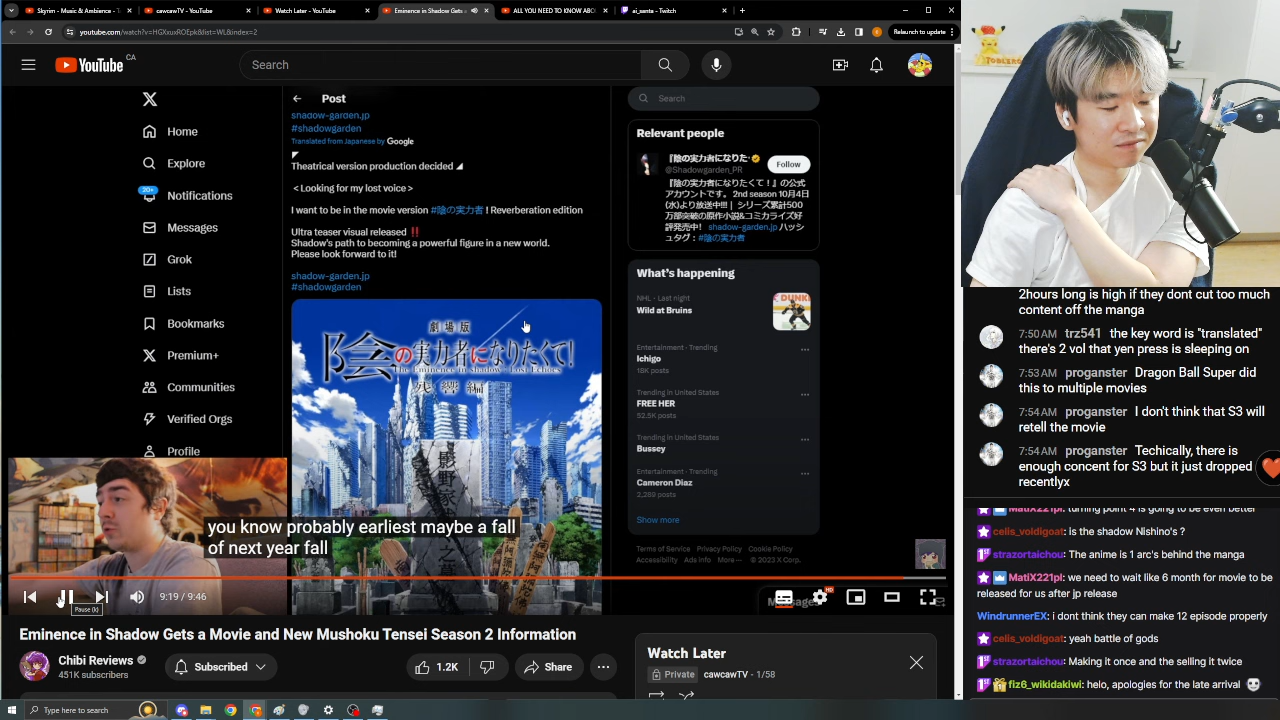 Skyrim - Music & Ambience - T
cawcawTV - YouTube
Watch Later - YouTube
Eminence in Shadow Gets a
ALL YOU NEED TO KNOW ABO
ai_senta - Twitch
youtube.com/watch?v=HGXxuxROEpk&list=WL&index=2
Relaunch to update
YouTube CA
Search
X
Home
Explore
20+
Notifications
Messages
Grok
Lists
Bookmarks
Premium+
Communities
Verified Orgs
Profile
Post
shadow-garden.jp
#shadowgarden
Translated from Japanese by Google
Theatrical version production decided
<Looking for my lost voice>
I want to be in the movie version #陰の実力者 ! Reverberation edition
Ultra teaser visual released ‼
Shadow's path to becoming a powerful figure in a new world.
Please look forward to it!
shadow-garden.jp
#shadowgarden
劇場版
陰の実力者になりたくて!
The Eminence in Shadow Lost Echoes
残響編
影野家
Search
Relevant people
『陰の実力者になりた
@Shadowgarden_PR
Follow
『陰の実力者になりたくて！』の公式
アカウントです。 2nd season 10月4日
(水)より放送中!!! | シリーズ累計500
万部突破の原作小説&コミカライズ好
評発売中！ shadow-garden.jp ハッシ
ュタグ：#陰の実力者
What's happening
NHL · Last night
Wild at Bruins
Entertainment · Trending
Ichigo
18K posts
Trending in United States
FREE HER
52.5K posts
Trending in United States
Bussey
Entertainment · Trending
Cameron Diaz
2,289 posts
Show more
Terms of Service Privacy Policy Cookie Policy
Accessibility Ads info More ··· © 2023 X Corp.
Messages
you know probably earliest maybe a fall
of next year fall
9:19 / 9:46
Pause (k)
HD
Eminence in Shadow Gets a Movie and New Mushoku Tensei Season 2 Information
Chibi Reviews
451K subscribers
Subscribed
1.2K
Share
Watch Later
Private cawcawTV - 1/58
Type here to search
TOBLERO
2hours long is high if they dont cut too much
content off the manga
7:50 AM trz541 the key word is "translated"
there's 2 vol that yen press is sleeping on
7:53 AM proganster Dragon Ball Super did
this to multiple movies
7:54 AM proganster I don't think that S3 will
retell the movie
7:54 AM proganster Techically, there is
enough content for S3 but it just dropped
recentlyx
MatiX221pl: turning point 4 is going to be even better
celis_voldigoat: is the shadow Nishino's ?
strazortaichou: The anime is 1 arc's behind the manga
MatiX221pl: we need to wait like 6 month for movie to be
released for us after jp release
WindrunnerEX: i dont think they can make 12 episode properly
celis_voldigoat: yeah battle of gods
strazortaichou: Making it once and the selling it twice
fiz6_wikidakiwi: helo, apologies for the late arrival